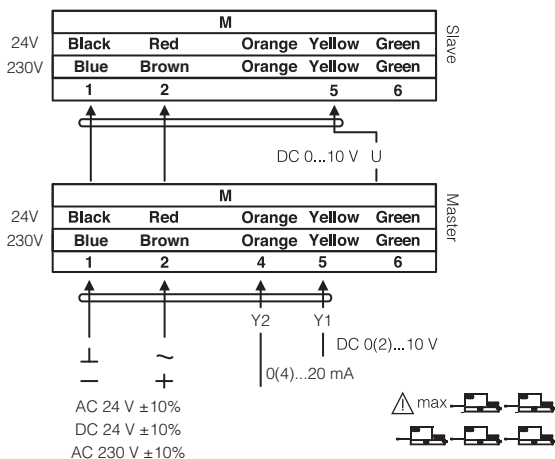 M
24V Black Red Orange Yellow Green
230V Blue Brown Orange Yellow Green
1 2 5 6
Slave
DC 0...10 V U
M
24V Black Red Orange Yellow Green
230V Blue Brown Orange Yellow Green
1 2 4 5 6
Master
Y2 Y1
DC 0(2)...10 V
⊥ ~
− +
0(4)...20 mA
AC 24 V ±10%
DC 24 V ±10%
AC 230 V ±10%
⚠ max.